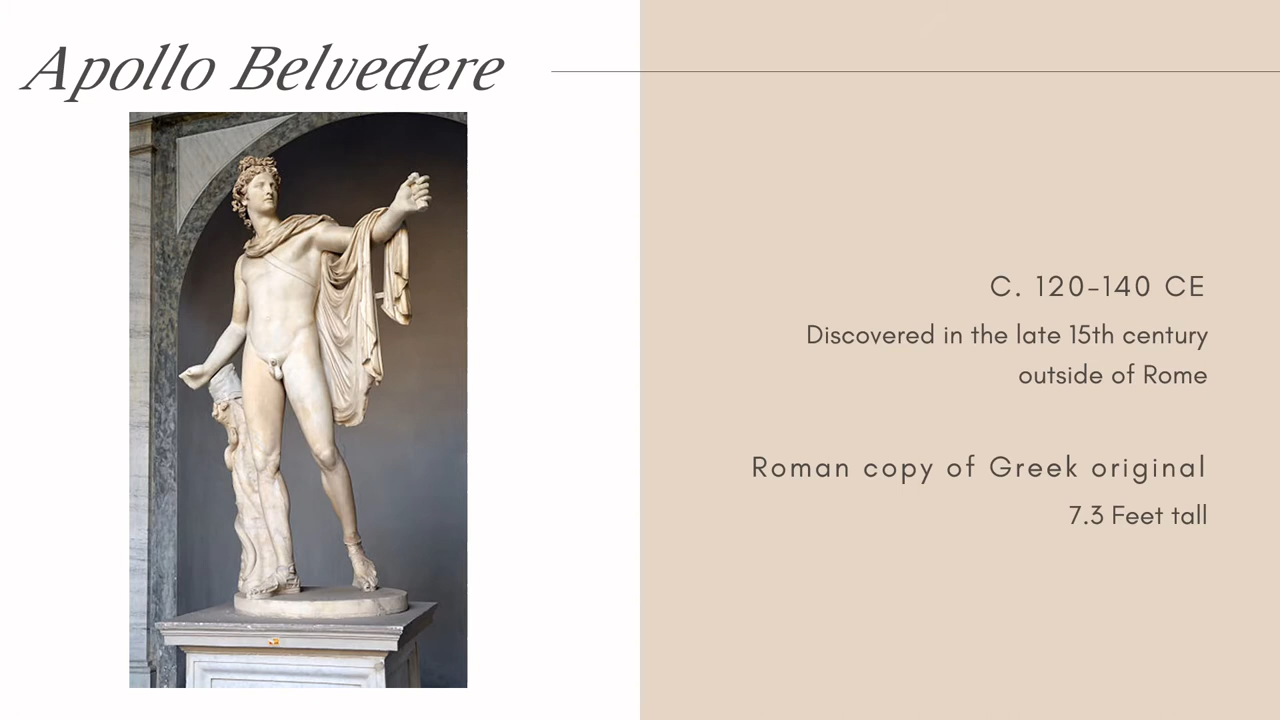 Apollo Belvedere
C. 120-140 CE
Discovered in the late 15th century
outside of Rome
Roman copy of Greek original
7.3 Feet tall